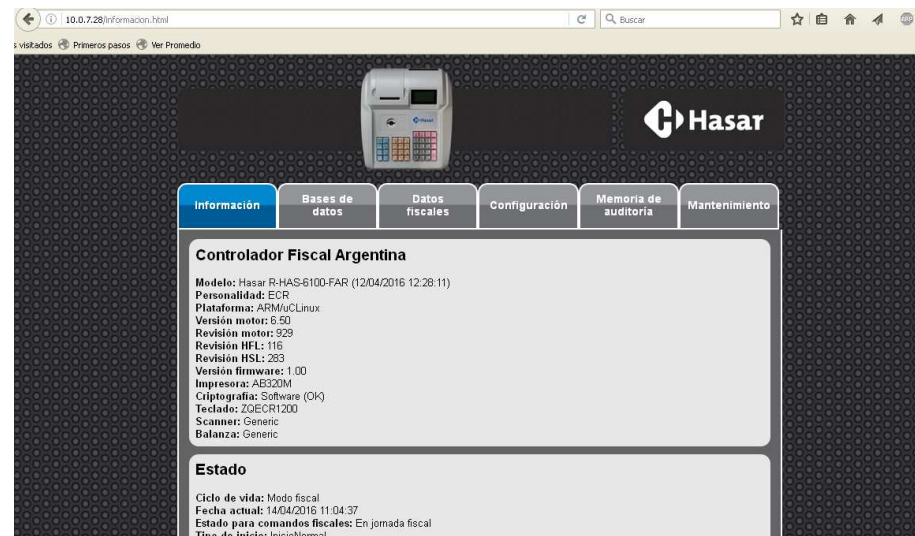 10.0.7.28/informacion.html
Buscar
s visitados Primeros pasos Ver Promedio
Hasar
Información
Bases de datos
Datos fiscales
Configuración
Memoria de auditoría
Mantenimiento
Controlador Fiscal Argentina
Modelo: Hasar R-HAS-6100-FAR (12/04/2016 12:28:11)
Personalidad: ECR
Plataforma: ARM/uCLinux
Versión motor: 6.50
Revisión motor: 929
Revisión HFL: 116
Revisión HSL: 283
Versión firmware: 1.00
Impresora: AB320M
Criptografía: Software (OK)
Teclado: ZQECR1200
Scanner: Generic
Balanza: Generic
Estado
Ciclo de vida: Modo fiscal
Fecha actual: 14/04/2016 11:04:37
Estado para comandos fiscales: En jornada fiscal
Tipo de inicio: InicioNormal